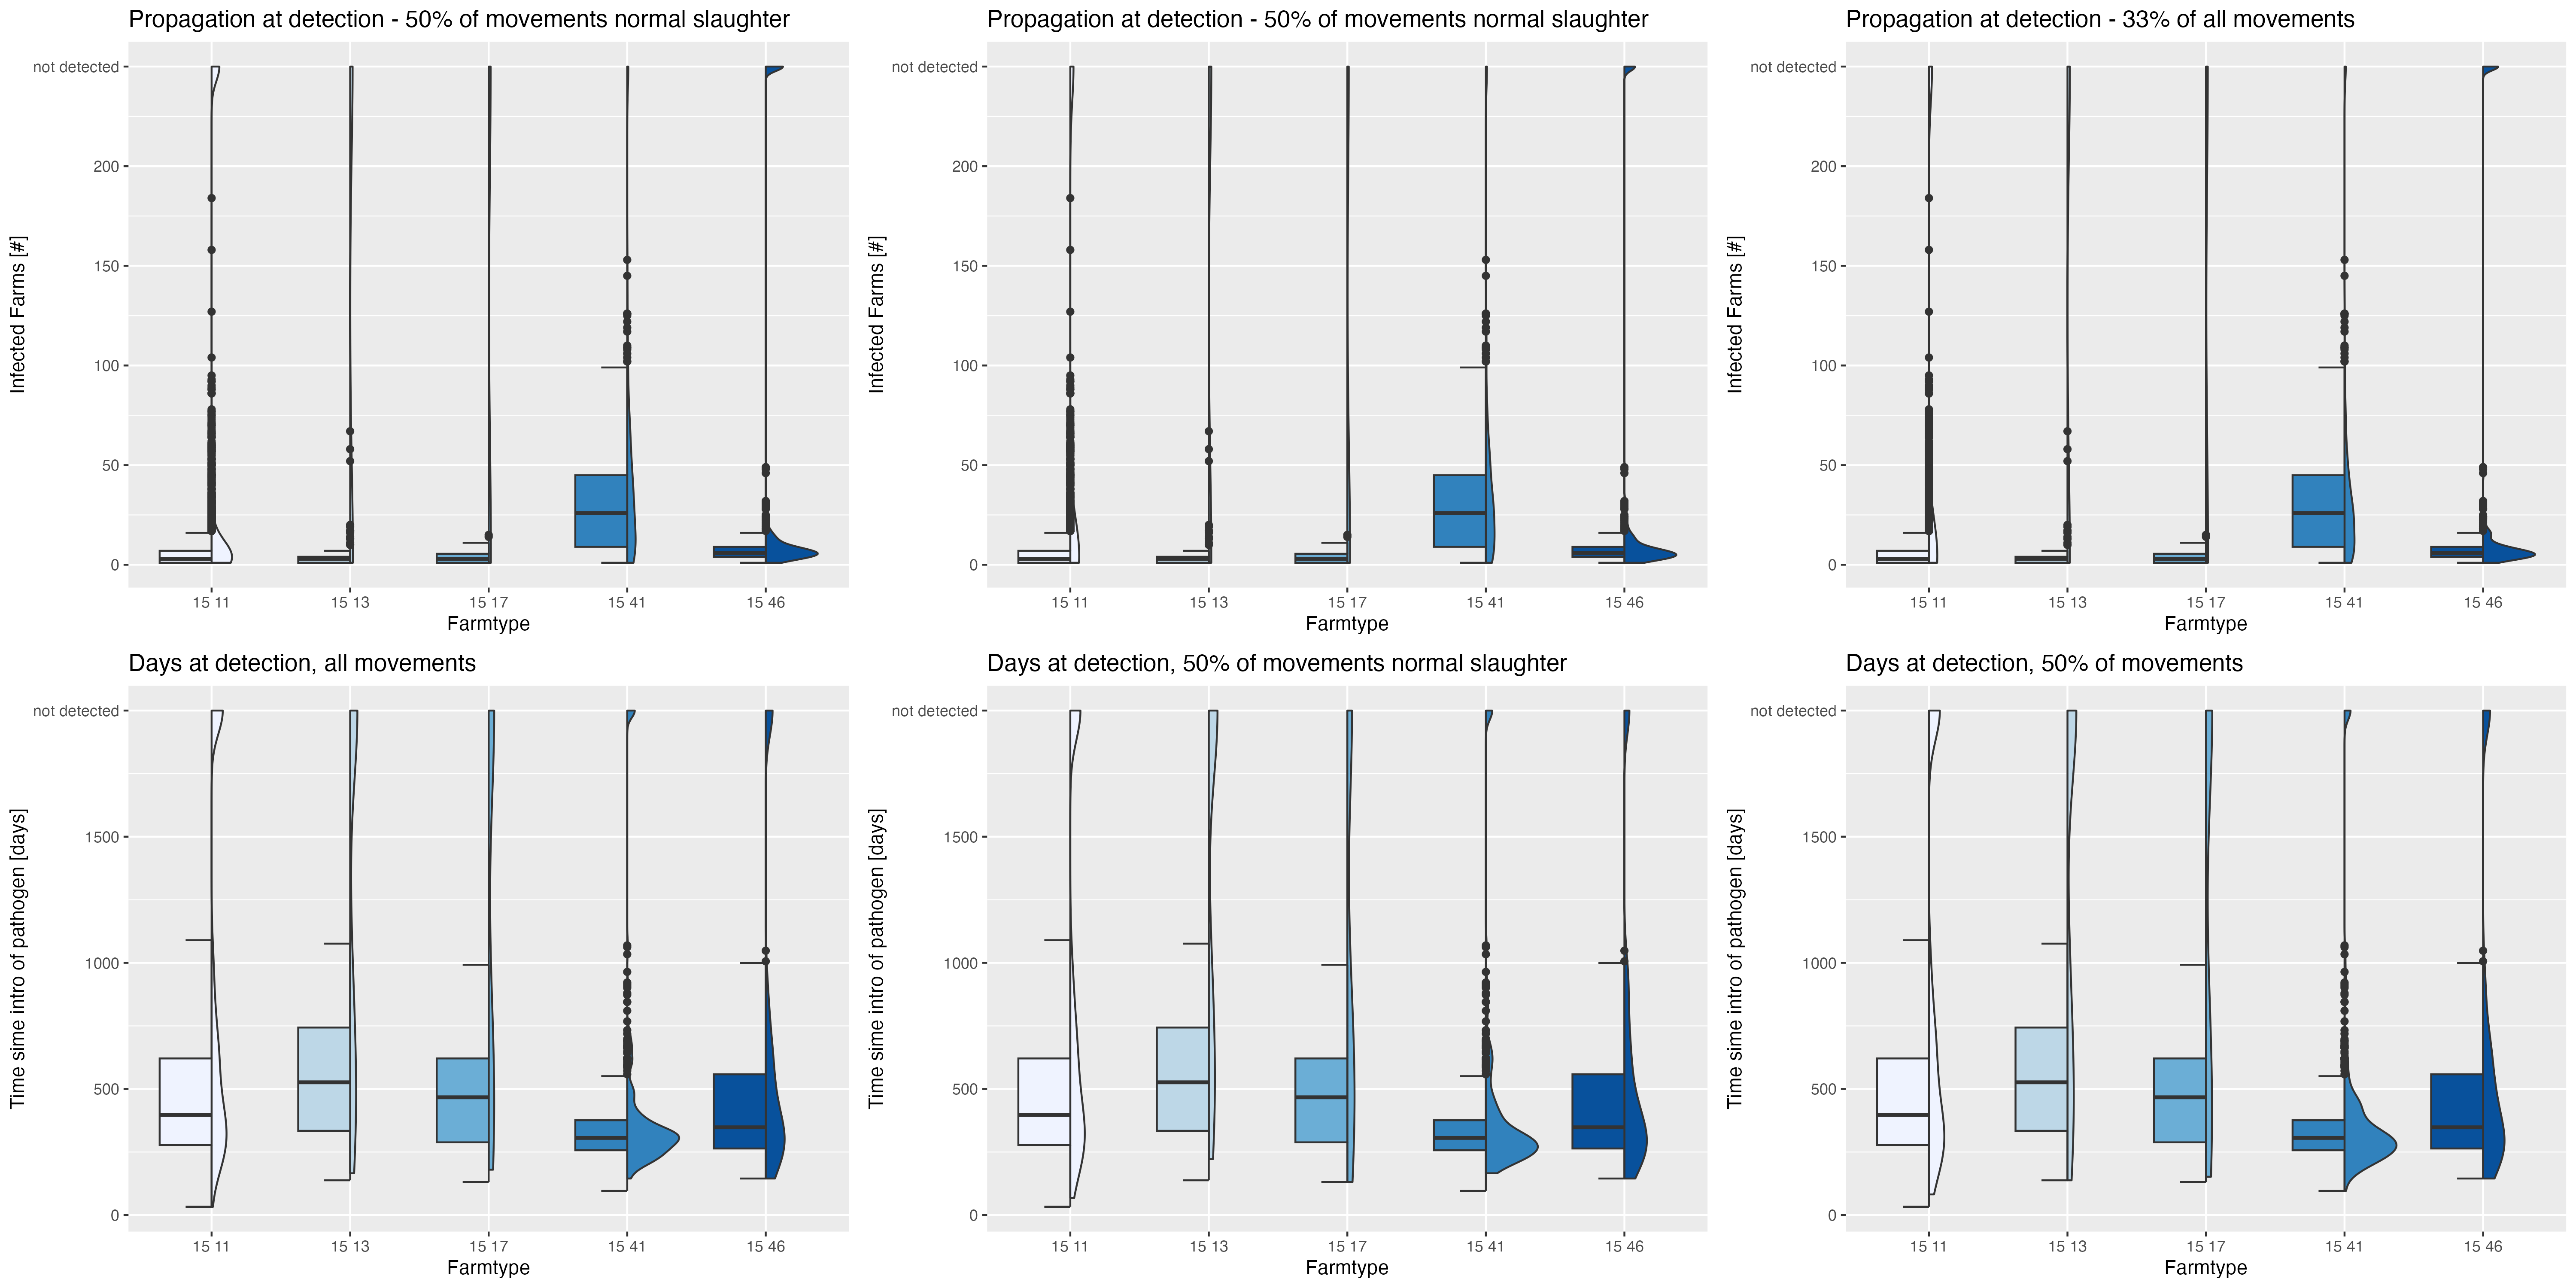 Propagation at detection - 50% of movements normal slaughter
Propagation at detection - 50% of movements normal slaughter
Propagation at detection - 33% of all movements
Infected Farms [#]
not detected
200
150
100
50
0
15 11
15 13
15 17
15 41
15 46
Farmtype
Infected Farms [#]
not detected
200
150
100
50
0
15 11
15 13
15 17
15 41
15 46
Farmtype
Infected Farms [#]
not detected
200
150
100
50
0
15 11
15 13
15 17
15 41
15 46
Farmtype
Days at detection, all movements
Days at detection, 50% of movements normal slaughter
Days at detection, 50% of movements
Time sime intro of pathogen [days]
not detected
1500
1000
500
0
15 11
15 13
15 17
15 41
15 46
Farmtype
Time sime intro of pathogen [days]
not detected
1500
1000
500
0
15 11
15 13
15 17
15 41
15 46
Farmtype
Time sime intro of pathogen [days]
not detected
1500
1000
500
0
15 11
15 13
15 17
15 41
15 46
Farmtype